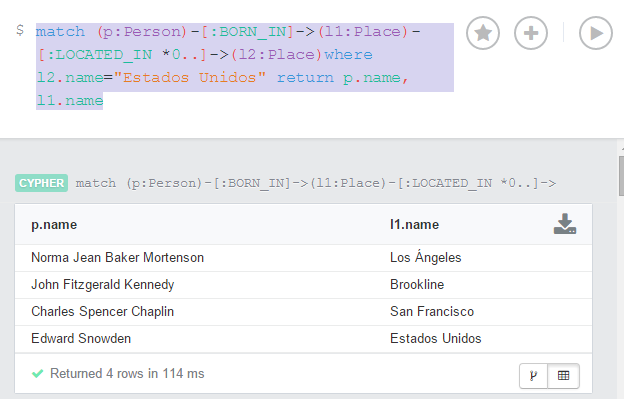 $ match (p:Person)-[:BORN_IN]->(l1:Place)-
[:LOCATED_IN *0..]->(l2:Place)where
l2.name="Estados Unidos" return p.name,
l1.name
CYPHER match (p:Person)-[:BORN_IN]->(l1:Place)-[:LOCATED_IN *0..]->
p.name l1.name
Norma Jean Baker Mortenson Los Ángeles
John Fitzgerald Kennedy Brookline
Charles Spencer Chaplin San Francisco
Edward Snowden Estados Unidos
Returned 4 rows in 114 ms